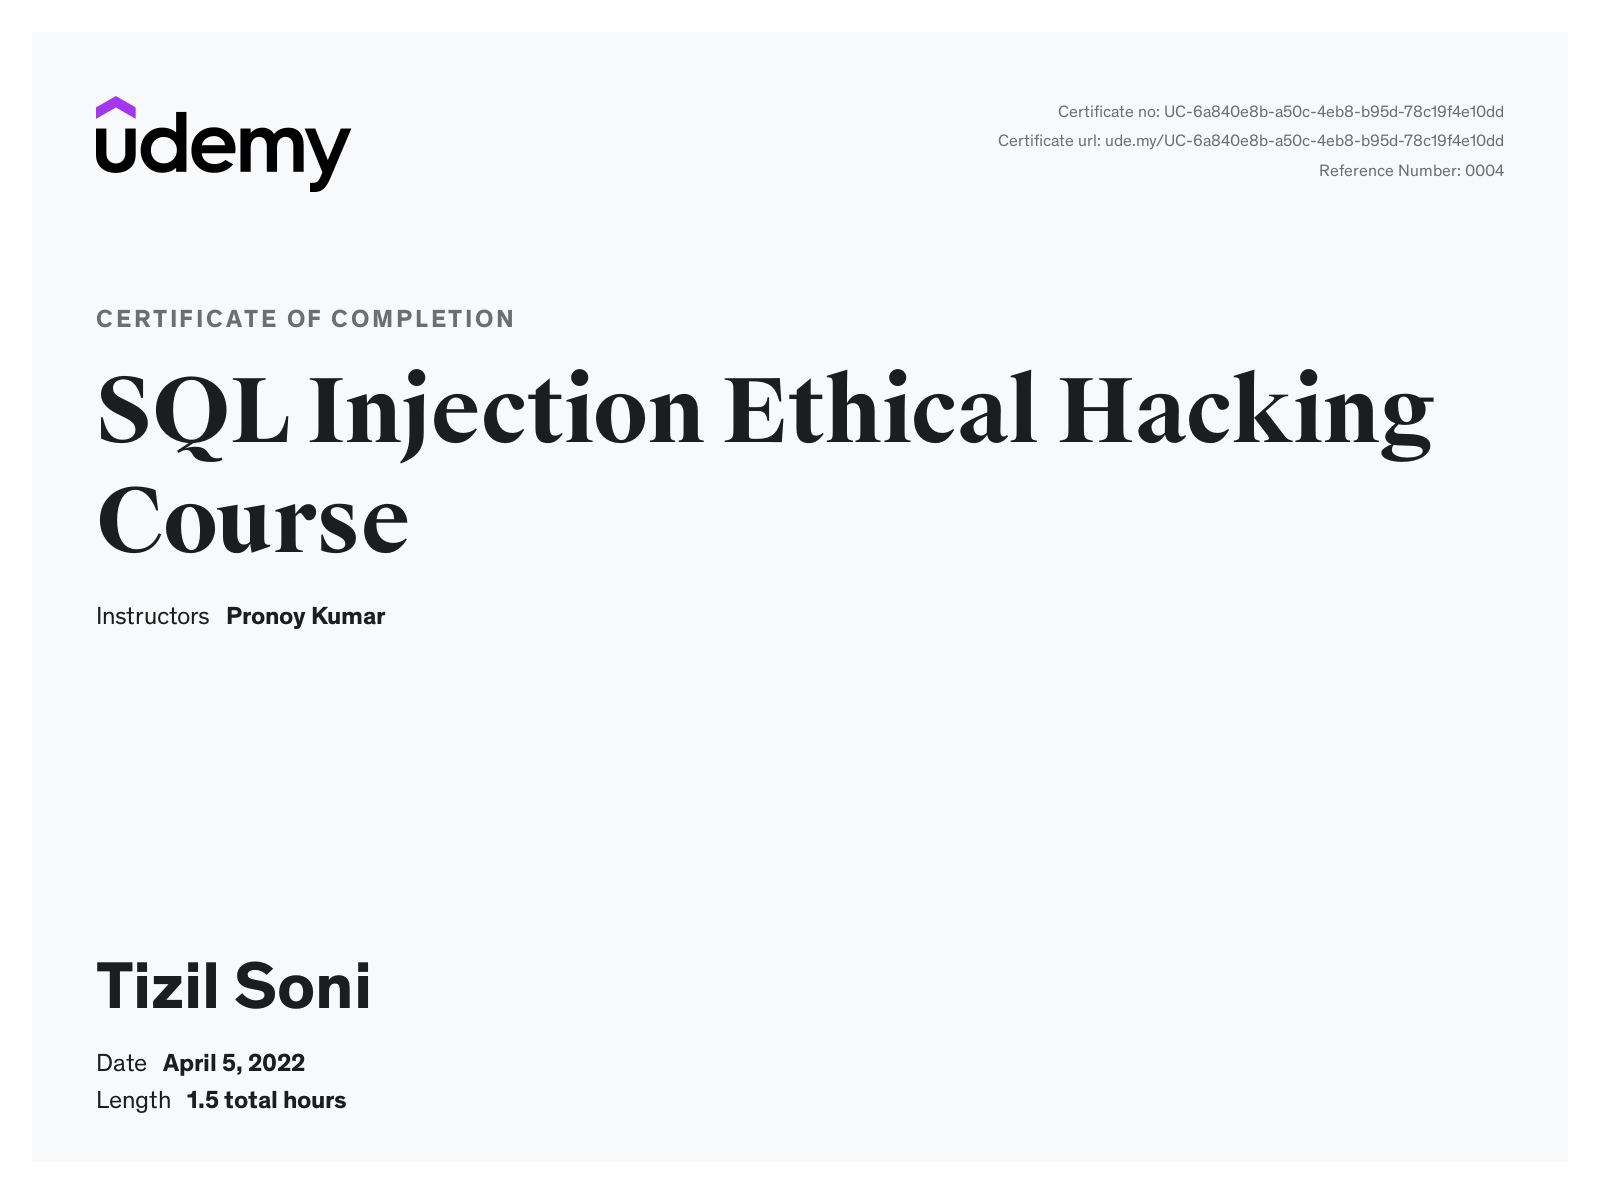 udemy
Certificate no: UC-6a840e8b-a50c-4eb8-b95d-78c19f4e10dd
Certificate url: ude.my/UC-6a840e8b-a50c-4eb8-b95d-78c19f4e10dd
Reference Number: 0004
CERTIFICATE OF COMPLETION
SQL Injection Ethical Hacking
Course
Instructors Pronoy Kumar
Tizil Soni
Date April 5, 2022
Length 1.5 total hours